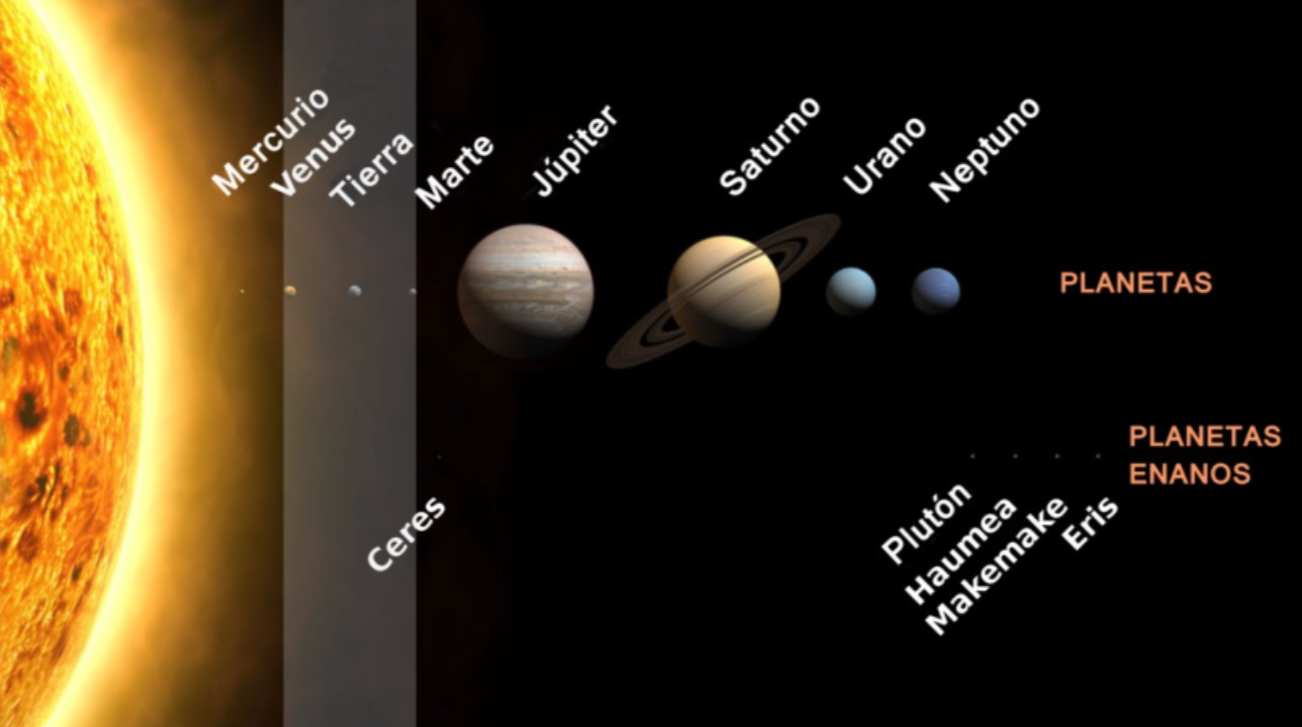 Mercurio
Venus
Tierra
Marte
Júpiter
Saturno
Urano
Neptuno
PLANETAS
PLANETAS
ENANOS
Ceres
Plutón
Haumea
Makemake
Eris